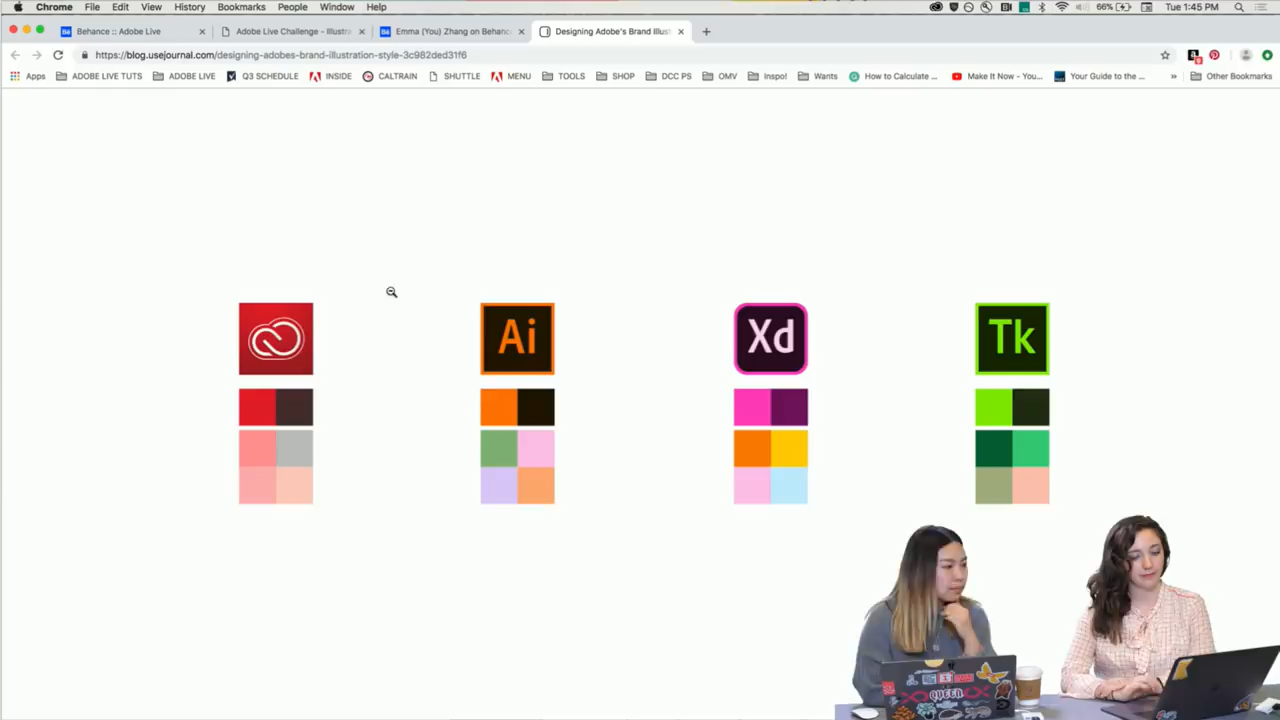 Chrome File Edit View History Bookmarks People Window Help 66% Tue 1:45 PM
Behance :: Adobe Live Adobe Live Challenge - Illustra Emma (You) Zhang on Behanc Designing Adobe's Brand Illust
https://blog.usejournal.com/designing-adobes-brand-illustration-style-3c982ded31f6
Apps ADOBE LIVE TUTS ADOBE LIVE Q3 SCHEDULE INSIDE CALTRAIN SHUTTLE MENU TOOLS SHOP DCC PS OMV Inspo! Wants How to Calculate ... Make It Now - You... Your Guide to the ... » Other Bookmarks
Ai Xd Tk
QUEEN